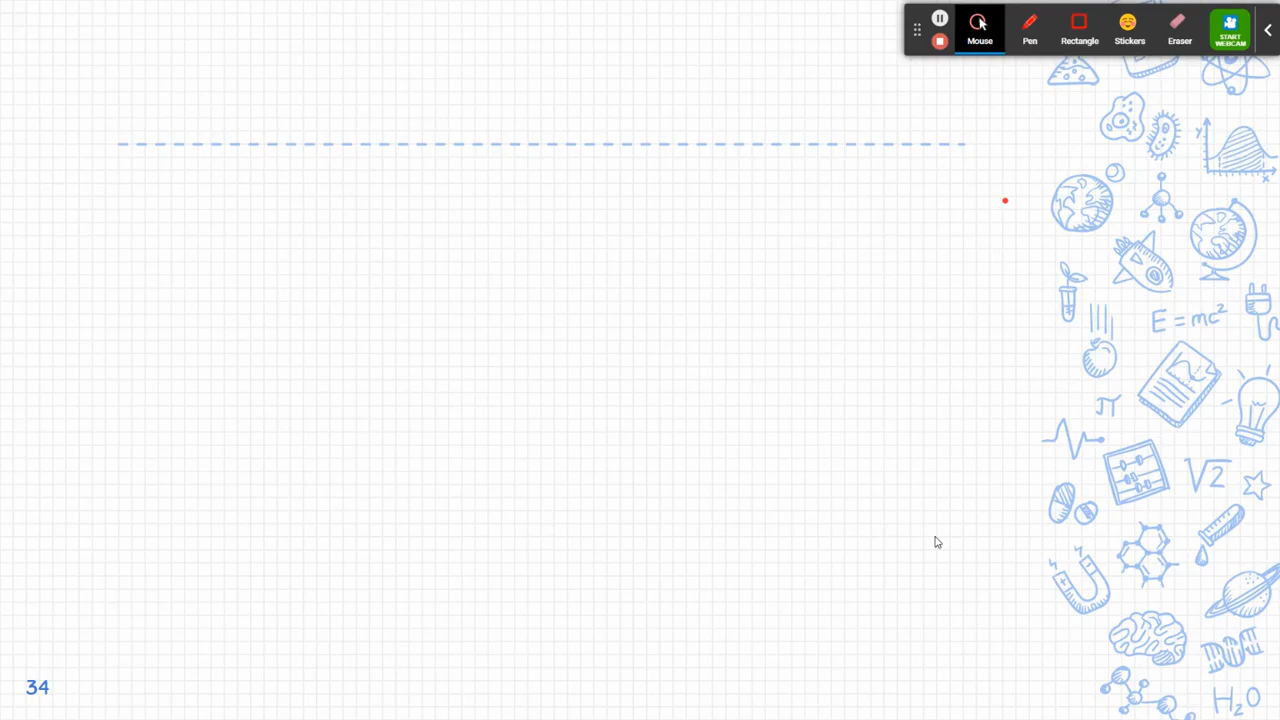 Mouse
Pen
Rectangle
Stickers
Eraser
START
WEBCAM
y
x
E = mc²
π
√2
34
H₂O